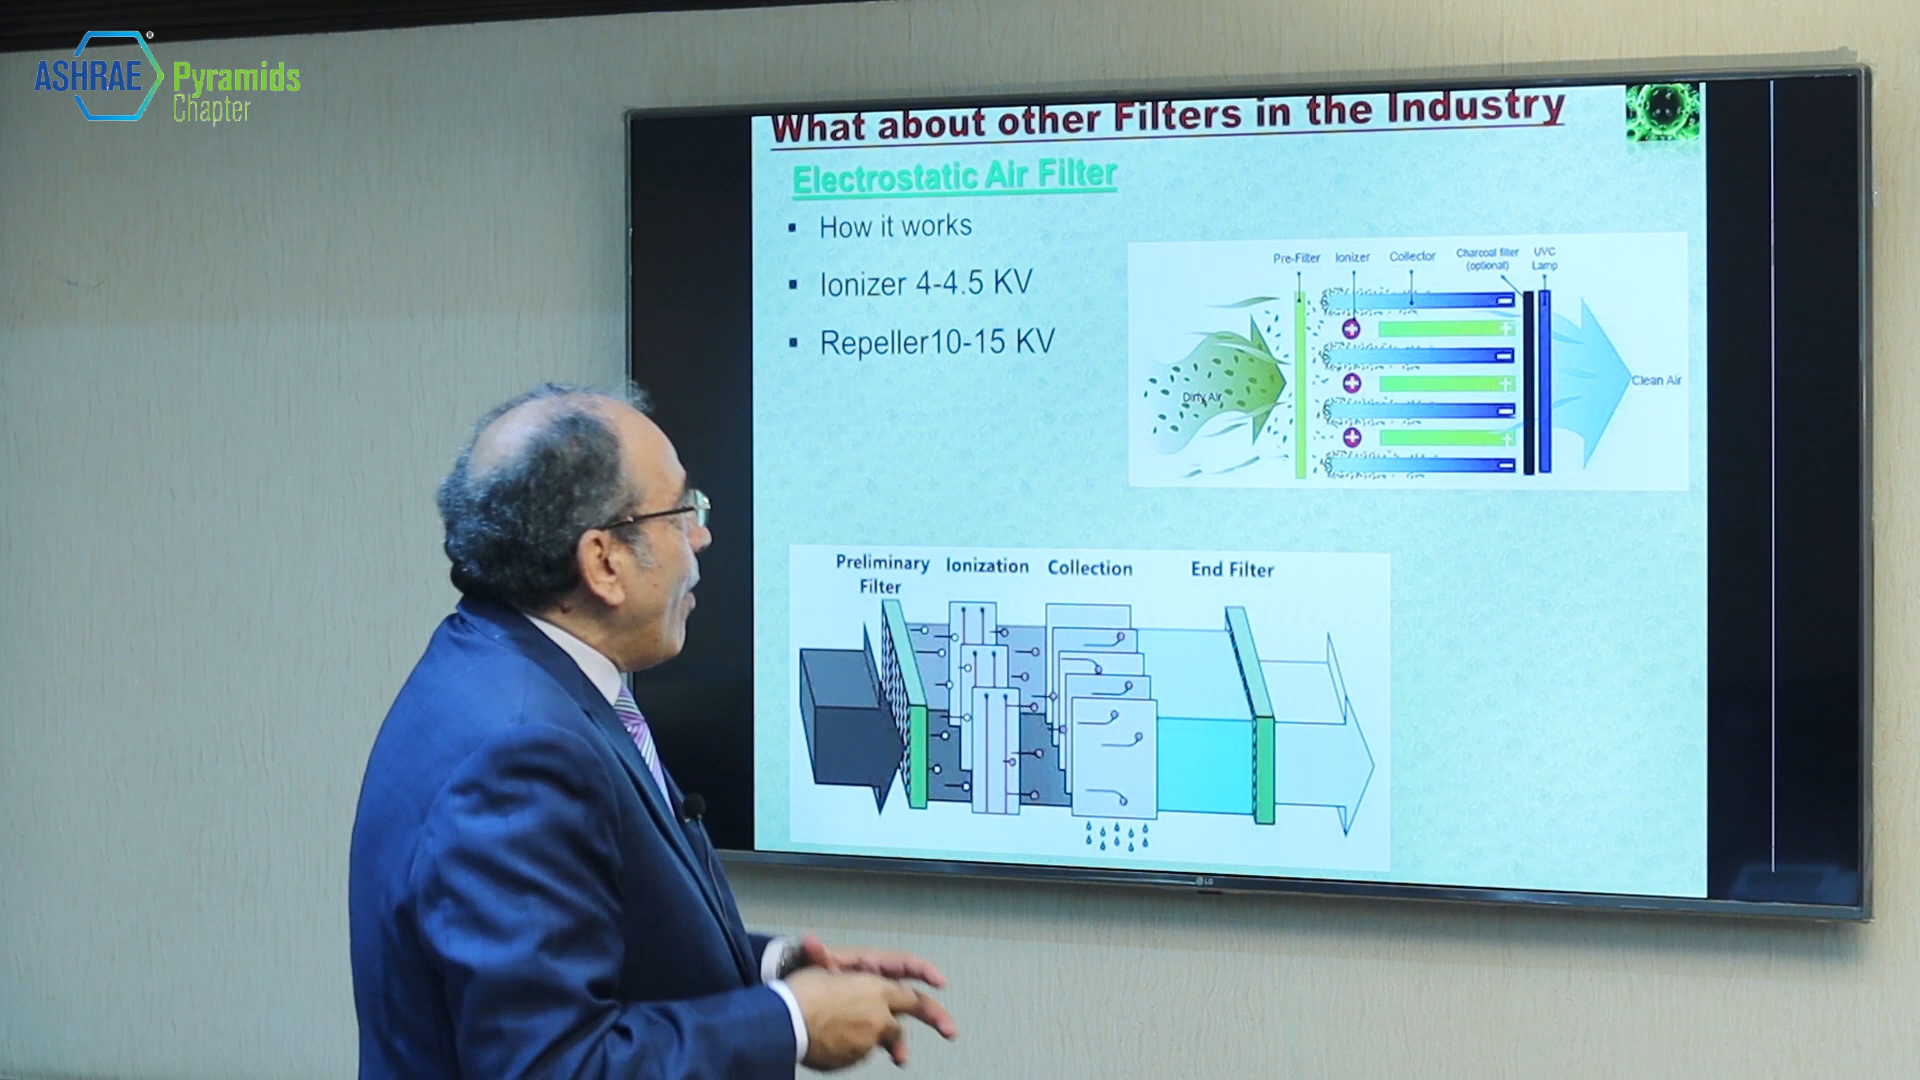 ASHRAE®
Pyramids
Chapter
What about other Filters in the Industry
Electrostatic Air Filter
▪ How it works
▪ Ionizer 4-4.5 KV
▪ Repeller10-15 KV
Pre-Filter Ionizer Collector Charcoal filter (optional) UVC Lamp
Dirty Air
Clean Air
Preliminary Filter Ionization Collection End Filter
LG